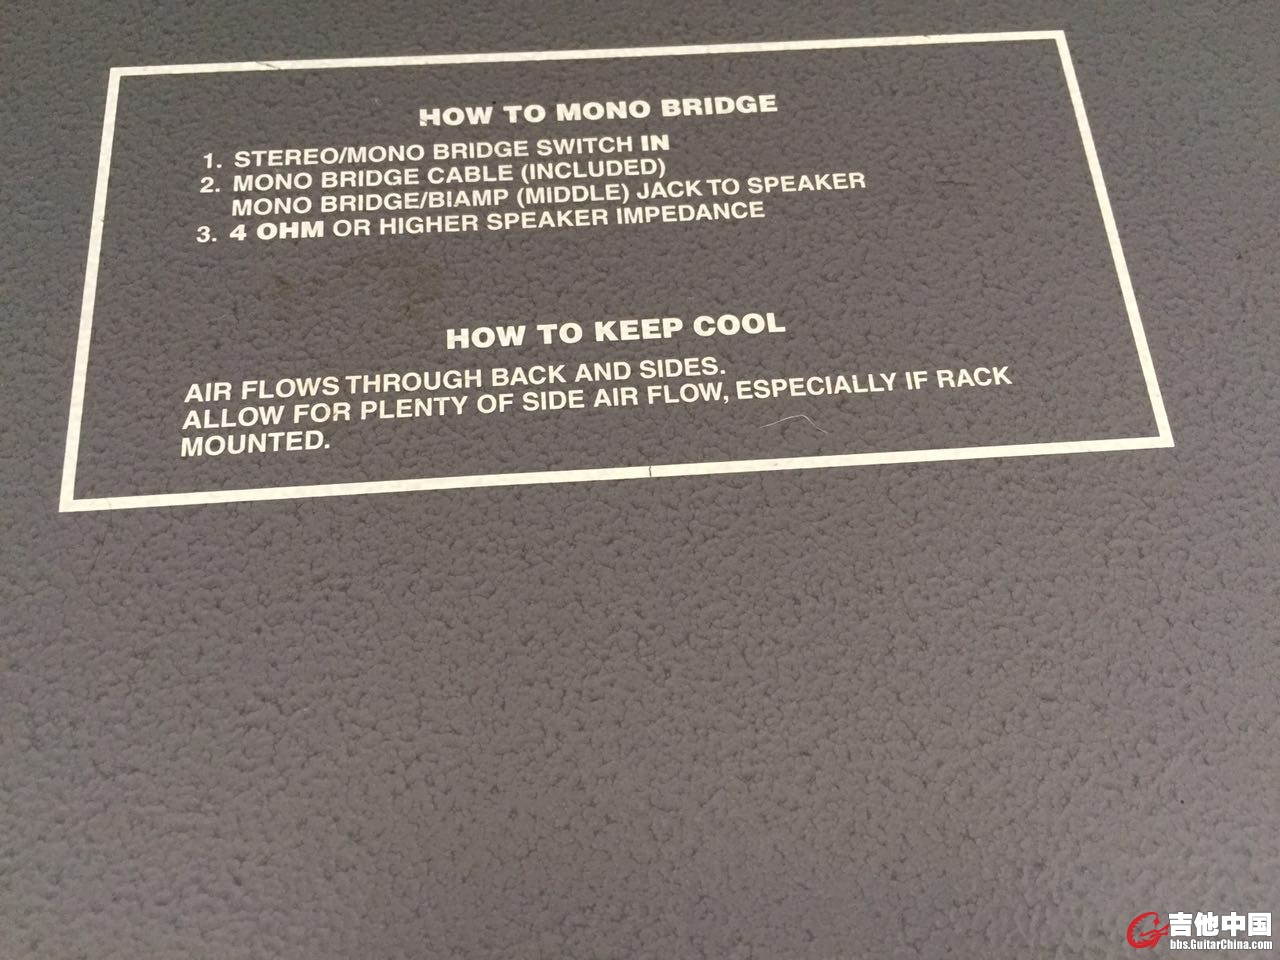 HOW TO MONO BRIDGE
1. STEREO/MONO BRIDGE SWITCH IN
2. MONO BRIDGE CABLE (INCLUDED)
MONO BRIDGE/BIAMP (MIDDLE) JACK TO SPEAKER
3. 4 OHM OR HIGHER SPEAKER IMPEDANCE
HOW TO KEEP COOL
AIR FLOWS THROUGH BACK AND SIDES.
ALLOW FOR PLENTY OF SIDE AIR FLOW, ESPECIALLY IF RACK
MOUNTED.
吉他中国
bbs.GuitarChina.com